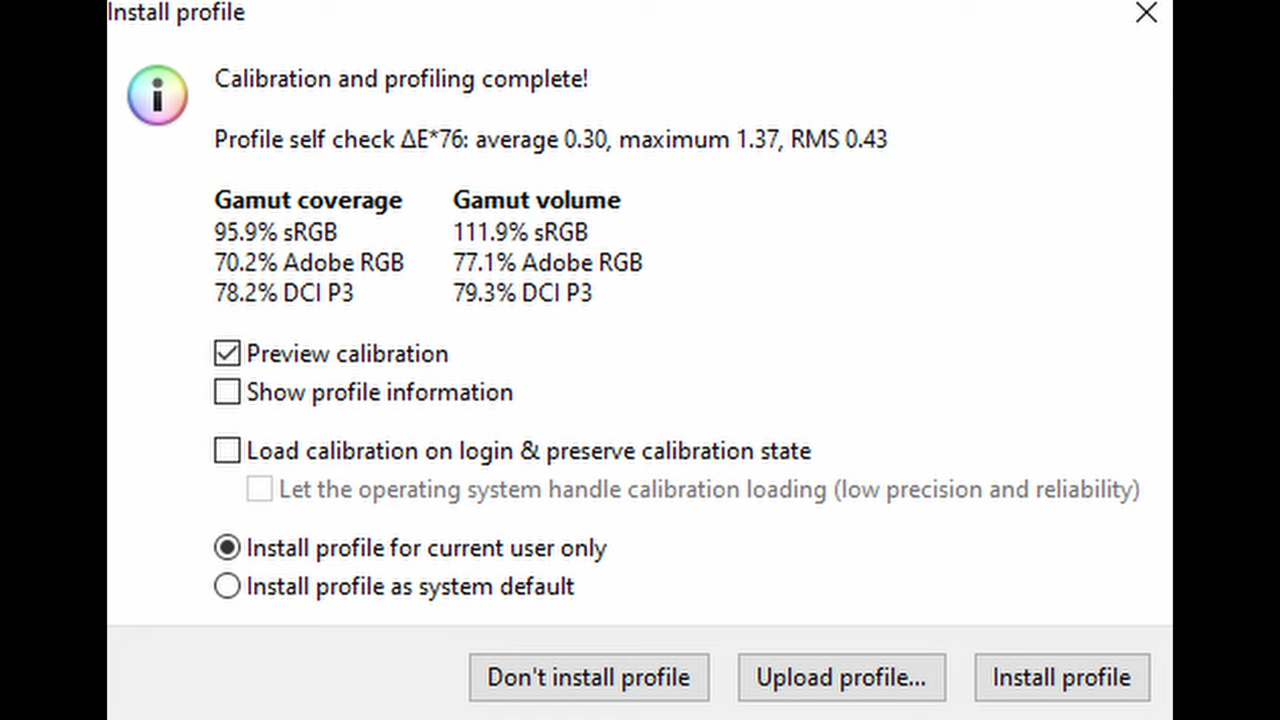 Install profile
Calibration and profiling complete!
Profile self check ΔE*76: average 0.30, maximum 1.37, RMS 0.43
Gamut coverage Gamut volume
95.9% sRGB 111.9% sRGB
70.2% Adobe RGB 77.1% Adobe RGB
78.2% DCI P3 79.3% DCI P3
Preview calibration
Show profile information
Load calibration on login & preserve calibration state
Let the operating system handle calibration loading (low precision and reliability)
Install profile for current user only
Install profile as system default
Don't install profile Upload profile... Install profile